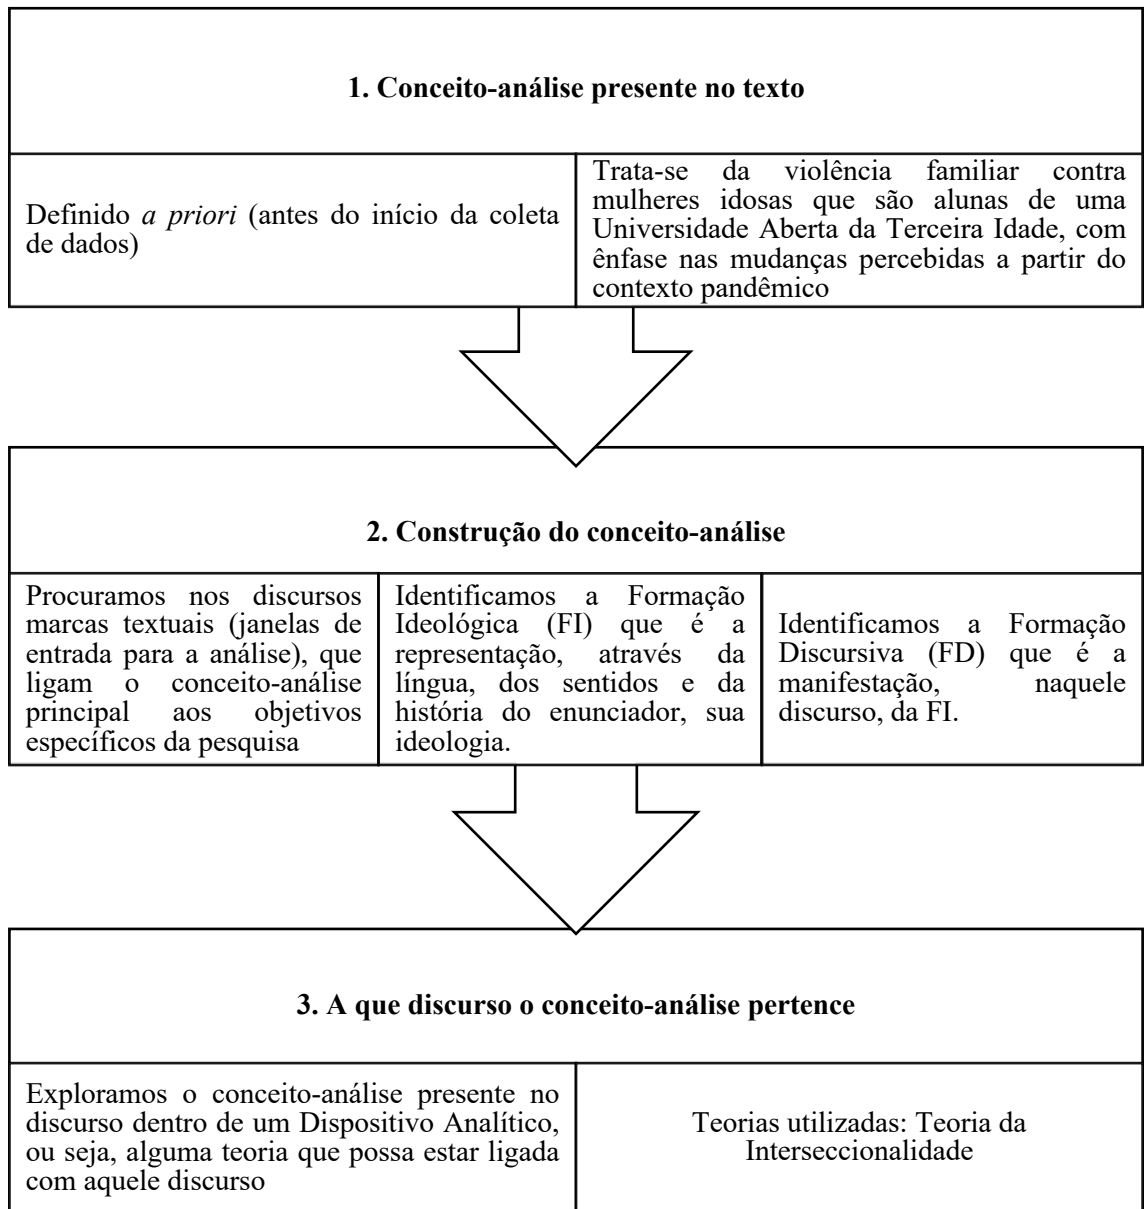 1. Conceito-análise presente no texto
Definido a priori (antes do início da coleta
de dados)
Trata-se da violência familiar contra
mulheres idosas que são alunas de uma
Universidade Aberta da Terceira Idade, com
ênfase nas mudanças percebidas a partir do
contexto pandêmico
2. Construção do conceito-análise
Procuramos nos discursos
marcas textuais (janelas de
entrada para a análise), que
ligam o conceito-análise
principal aos objetivos
específicos da pesquisa
Identificamos a Formação
Ideológica (FI) que é a
representação, através da
língua, dos sentidos e da
história do enunciador, sua
ideologia.
Identificamos a Formação
Discursiva (FD) que é a
manifestação, naquele
discurso, da FI.
3. A que discurso o conceito-análise pertence
Exploramos o conceito-análise presente no
discurso dentro de um Dispositivo Analítico,
ou seja, alguma teoria que possa estar ligada
com aquele discurso
Teorias utilizadas: Teoria da
Interseccionalidade